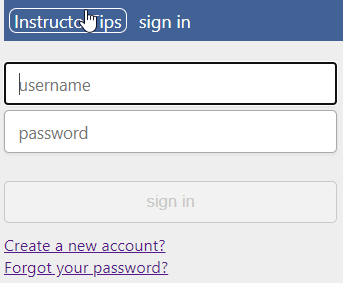 Instructor Tips sign in
username
password
sign in
Create a new account?
Forgot your password?